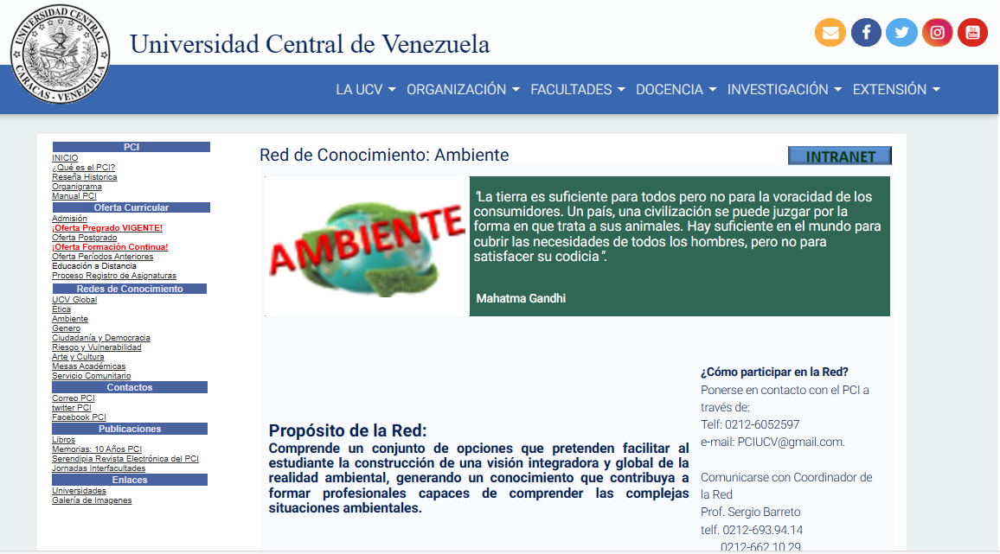 UNIVERSIDAD CENTRAL
CARACAS - VENEZUELA
Universidad Central de Venezuela
LA UCV ORGANIZACIÓN FACULTADES DOCENCIA INVESTIGACIÓN EXTENSIÓN
PCI
INICIO
¿Qué es el PCI?
Reseña Historica
Organigrama
Manual PCI
Oferta Curricular
Admisión
¡Oferta Pregrado VIGENTE!
Oferta Postgrado
¡Oferta Formación Continua!
Oferta Períodos Anteriores
Educación a Distancia
Proceso Registro de Asignaturas
Redes de Conocimiento
UCV Global
Ética
Ambiente
Genero
Ciudadanía y Democracia
Riesgo y Vulnerabilidad
Arte y Cultura
Mesas Académicas
Servicio Comunitario
Contactos
Correo PCI
twitter PCI
Facebook PCI
Publicaciones
Libros
Memorias: 10 Años PCI
Serendipia Revista Electrónica del PCI
Jornadas Interfacultades
Enlaces
Universidades
Galería de Imagenes
Red de Conocimiento: Ambiente
INTRANET
AMBIENTE
"La tierra es suficiente para todos pero no para la voracidad de los
consumidores. Un país, una civilización se puede juzgar por la
forma en que trata a sus animales. Hay suficiente en el mundo para
cubrir las necesidades de todos los hombres, pero no para
satisfacer su codicia".
Mahatma Gandhi
Propósito de la Red:
Comprende un conjunto de opciones que pretenden facilitar al
estudiante la construcción de una visión integradora y global de la
realidad ambiental, generando un conocimiento que contribuya a
formar profesionales capaces de comprender las complejas
situaciones ambientales.
¿Cómo participar en la Red?
Ponerse en contacto con el PCI a
través de:
Telf: 0212-6052597
e-mail: PCIUCV@gmail.com.
Comunicarse con Coordinador de
la Red
Prof. Sergio Barreto
telf. 0212-693.94.14
0212-662.10.29